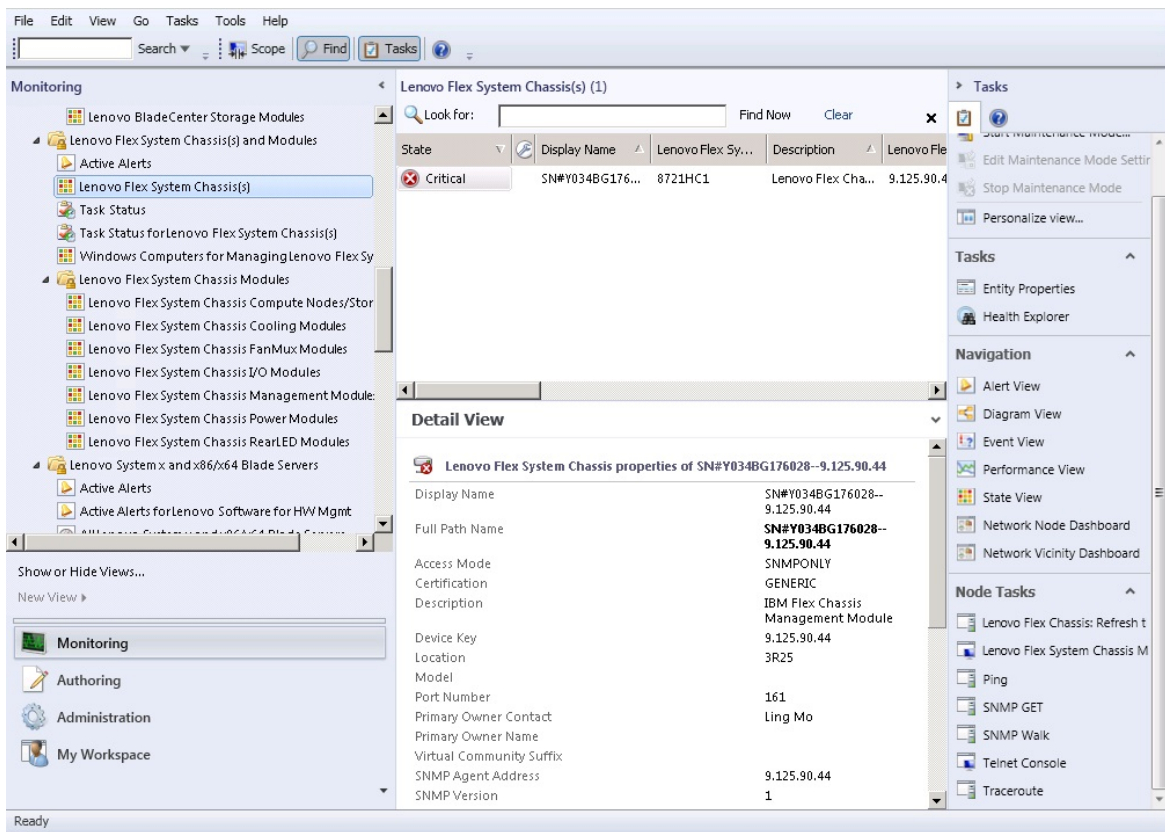 File Edit View Go Tasks Tools Help
Search Scope Find Tasks
Monitoring
Lenovo BladeCenter Storage Modules
Lenovo Flex System Chassis(s) and Modules
Active Alerts
Lenovo Flex System Chassis(s)
Task Status
Task Status for Lenovo Flex System Chassis(s)
Windows Computers for Managing Lenovo Flex Sy
Lenovo Flex System Chassis Modules
Lenovo Flex System Chassis Compute Nodes/Stor
Lenovo Flex System Chassis Cooling Modules
Lenovo Flex System Chassis FanMux Modules
Lenovo Flex System Chassis I/O Modules
Lenovo Flex System Chassis Management Module:
Lenovo Flex System Chassis Power Modules
Lenovo Flex System Chassis RearLED Modules
Lenovo System x and x86/x64 Blade Servers
Active Alerts
Active Alerts for Lenovo Software for HW Mgmt
Show or Hide Views...
New View
Monitoring
Authoring
Administration
My Workspace
Ready
Lenovo Flex System Chassis(s) (1)
Look for: Find Now Clear
State Display Name Lenovo Flex Sy... Description Lenovo Fle
Critical SN#Y034BG176... 8721HC1 Lenovo Flex Cha... 9.125.90.4
Detail View
Lenovo Flex System Chassis properties of SN#Y034BG176028--9.125.90.44
Display Name SN#Y034BG176028--
9.125.90.44
Full Path Name SN#Y034BG176028--
9.125.90.44
Access Mode SNMPONLY
Certification GENERIC
Description IBM Flex Chassis
Management Module
Device Key 9.125.90.44
Location 3R25
Model
Port Number 161
Primary Owner Contact Ling Mo
Primary Owner Name
Virtual Community Suffix
SNMP Agent Address 9.125.90.44
SNMP Version 1
Tasks
Start Maintenance Mode...
Edit Maintenance Mode Settin
Stop Maintenance Mode
Personalize view...
Tasks
Entity Properties
Health Explorer
Navigation
Alert View
Diagram View
Event View
Performance View
State View
Network Node Dashboard
Network Vicinity Dashboard
Node Tasks
Lenovo Flex Chassis: Refresh t
Lenovo Flex System Chassis M
Ping
SNMP GET
SNMP Walk
Telnet Console
Traceroute